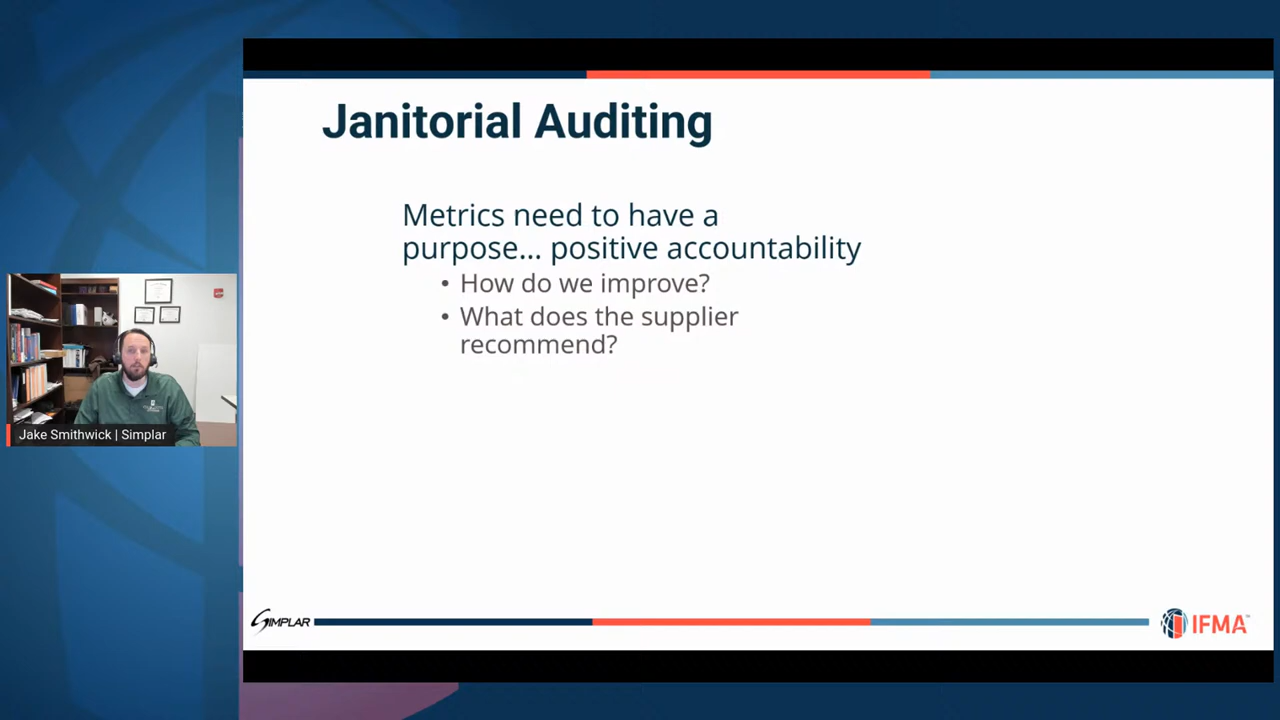 Janitorial Auditing
Metrics need to have a
purpose... positive accountability
• How do we improve?
• What does the supplier
recommend?
Jake Smithwick | Simplar
SIMPLAR
IFMA